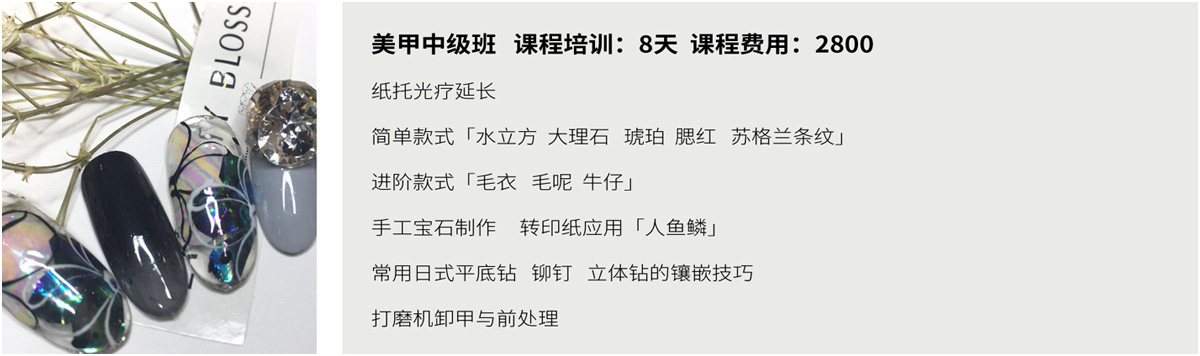 Y BLOSS
美甲中级班 课程培训：8天 课程费用：2800
纸托光疗延长
简单款式「水立方 大理石 琥珀 腮红 苏格兰条纹」
进阶款式「毛衣 毛呢 牛仔」
手工宝石制作 转印纸应用「人鱼鳞」
常用日式平底钻 铆钉 立体钻的镶嵌技巧
打磨机卸甲与前处理